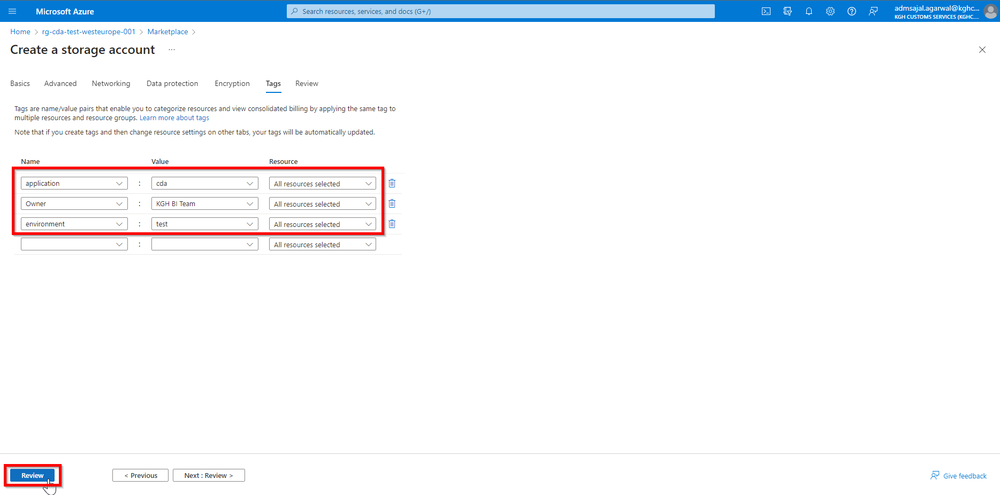 Microsoft Azure
Search resources, services, and docs (G+/)
admsajal.agarwal@kghc...
KGH CUSTOMS SERVICES (KGHC....
Home > rg-cda-test-westeurope-001 > Marketplace >
Create a storage account ...
Basics Advanced Networking Data protection Encryption Tags Review
Tags are name/value pairs that enable you to categorize resources and view consolidated billing by applying the same tag to
multiple resources and resource groups. Learn more about tags
Note that if you create tags and then change resource settings on other tabs, your tags will be automatically updated.
Name Value Resource
application : cda All resources selected
Owner : KGH BI Team All resources selected
environment : test All resources selected
: All resources selected
Review < Previous Next : Review > Give feedback